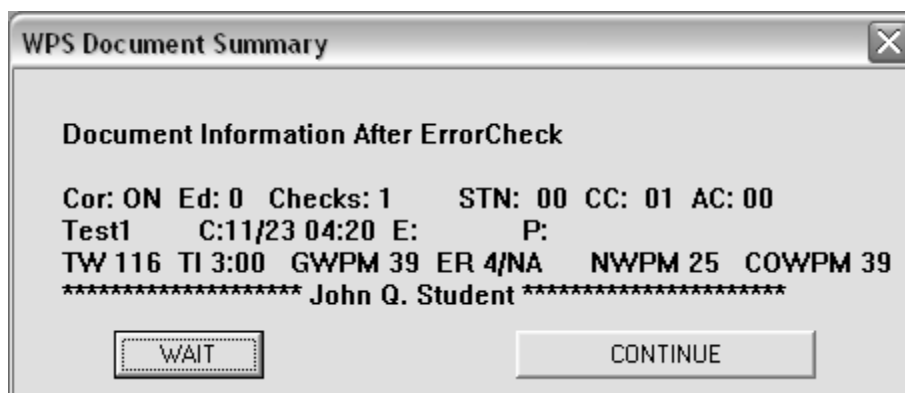 WPS Document Summary
Document Information After ErrorCheck
Cor: ON Ed: 0 Checks: 1 STN: 00 CC: 01 AC: 00
Test1 C:11/23 04:20 E: P:
TW 116 TI 3:00 GWPM 39 ER 4/NA NWPM 25 COWPM 39
******************** John Q. Student **********************
WAIT CONTINUE